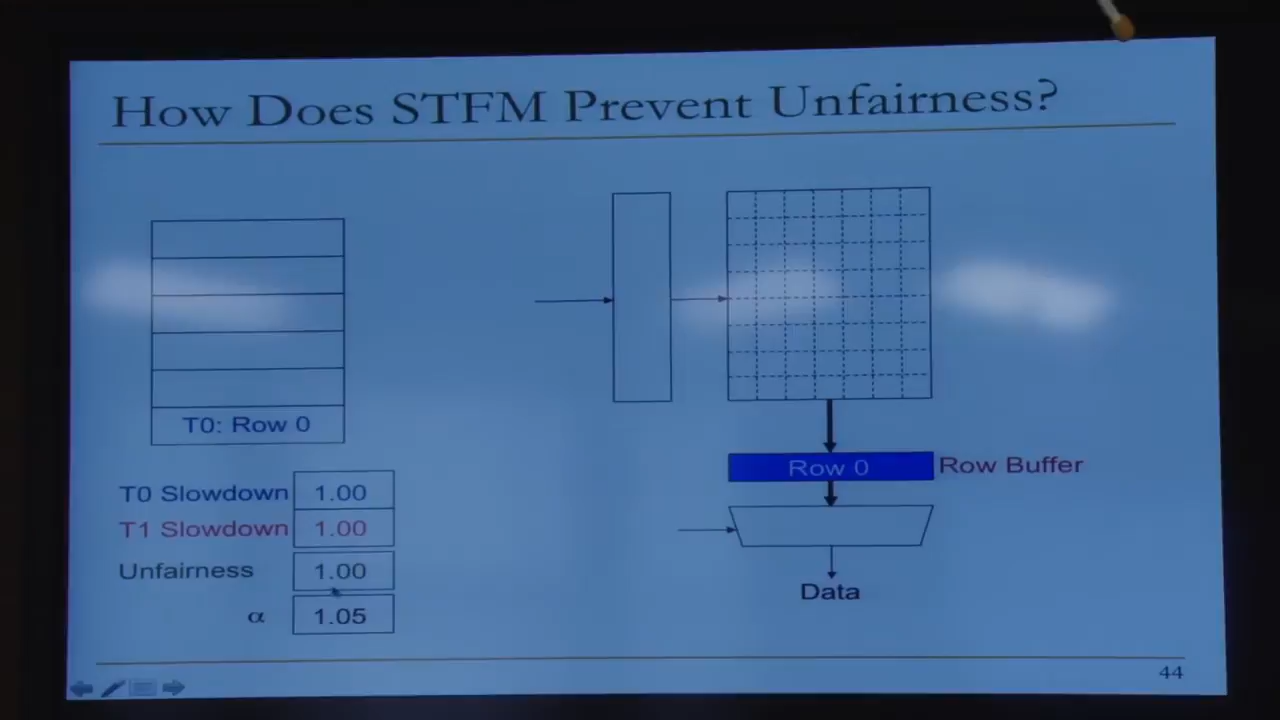 How Does STFM Prevent Unfairness?
T0: Row 0
T0 Slowdown 1.00
T1 Slowdown 1.00
Unfairness 1.00
α 1.05
Row 0 Row Buffer
Data
44